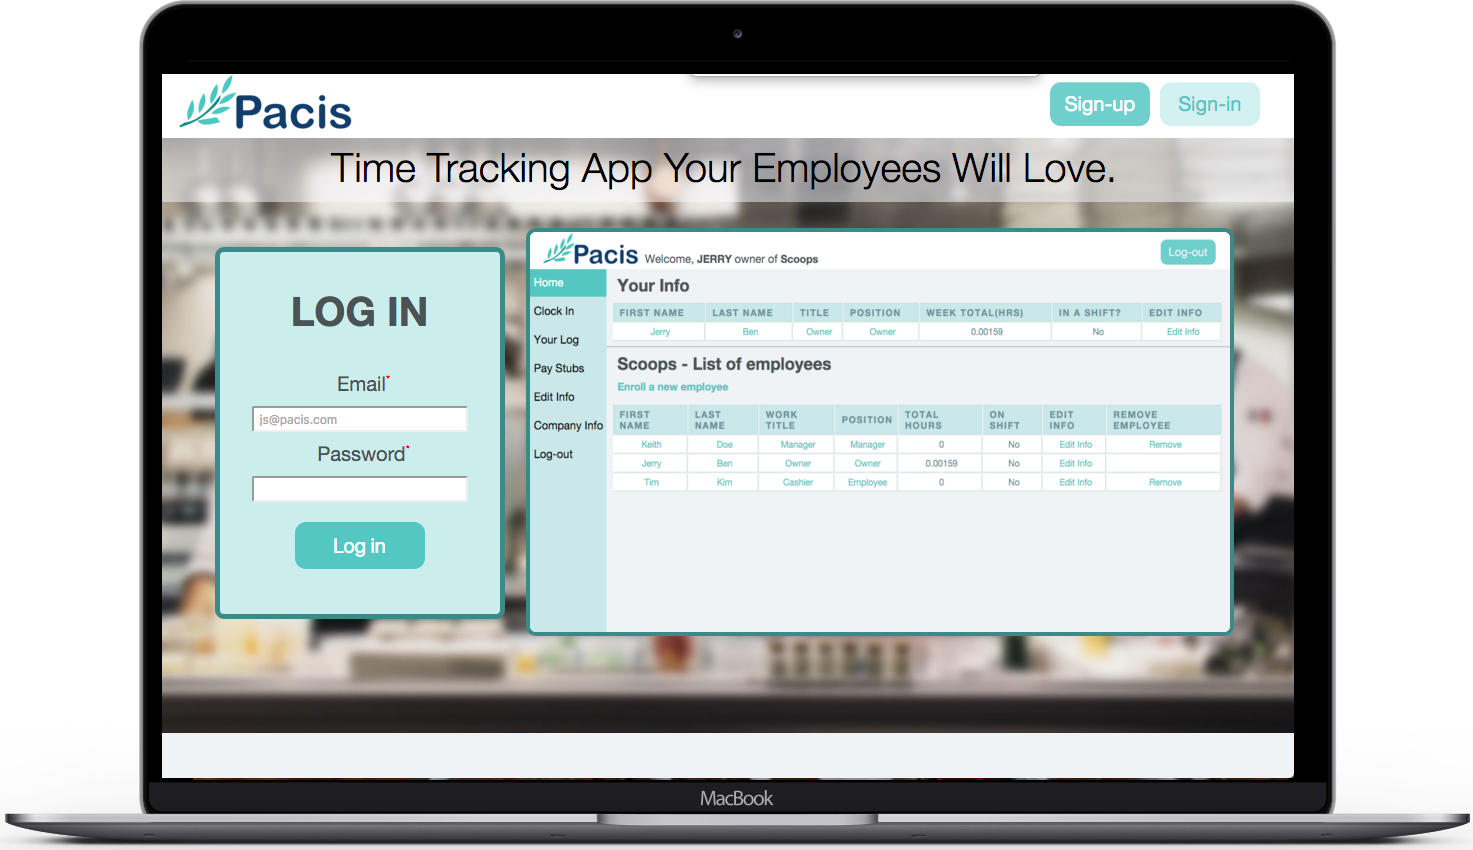 Pacis
Sign-up
Sign-in
Time Tracking App Your Employees Will Love.
LOG IN
Email*
js@pacis.com
Password*
Log in
Pacis Welcome, JERRY owner of Scoops
Log-out
Home
Clock In
Your Log
Pay Stubs
Edit Info
Company Info
Log-out
Your Info
FIRST NAME LAST NAME TITLE POSITION WEEK TOTAL(HRS) IN A SHIFT? EDIT INFO
Jerry Ben Owner Owner 0.00159 No Edit Info
Scoops - List of employees
Enroll a new employee
FIRST NAME LAST NAME WORK TITLE POSITION TOTAL HOURS ON SHIFT EDIT INFO REMOVE EMPLOYEE
Keith Doe Manager Manager 0 No Edit Info Remove
Jerry Ben Owner Owner 0.00159 No Edit Info
Tim Kim Cashier Employee 0 No Edit Info Remove
MacBook